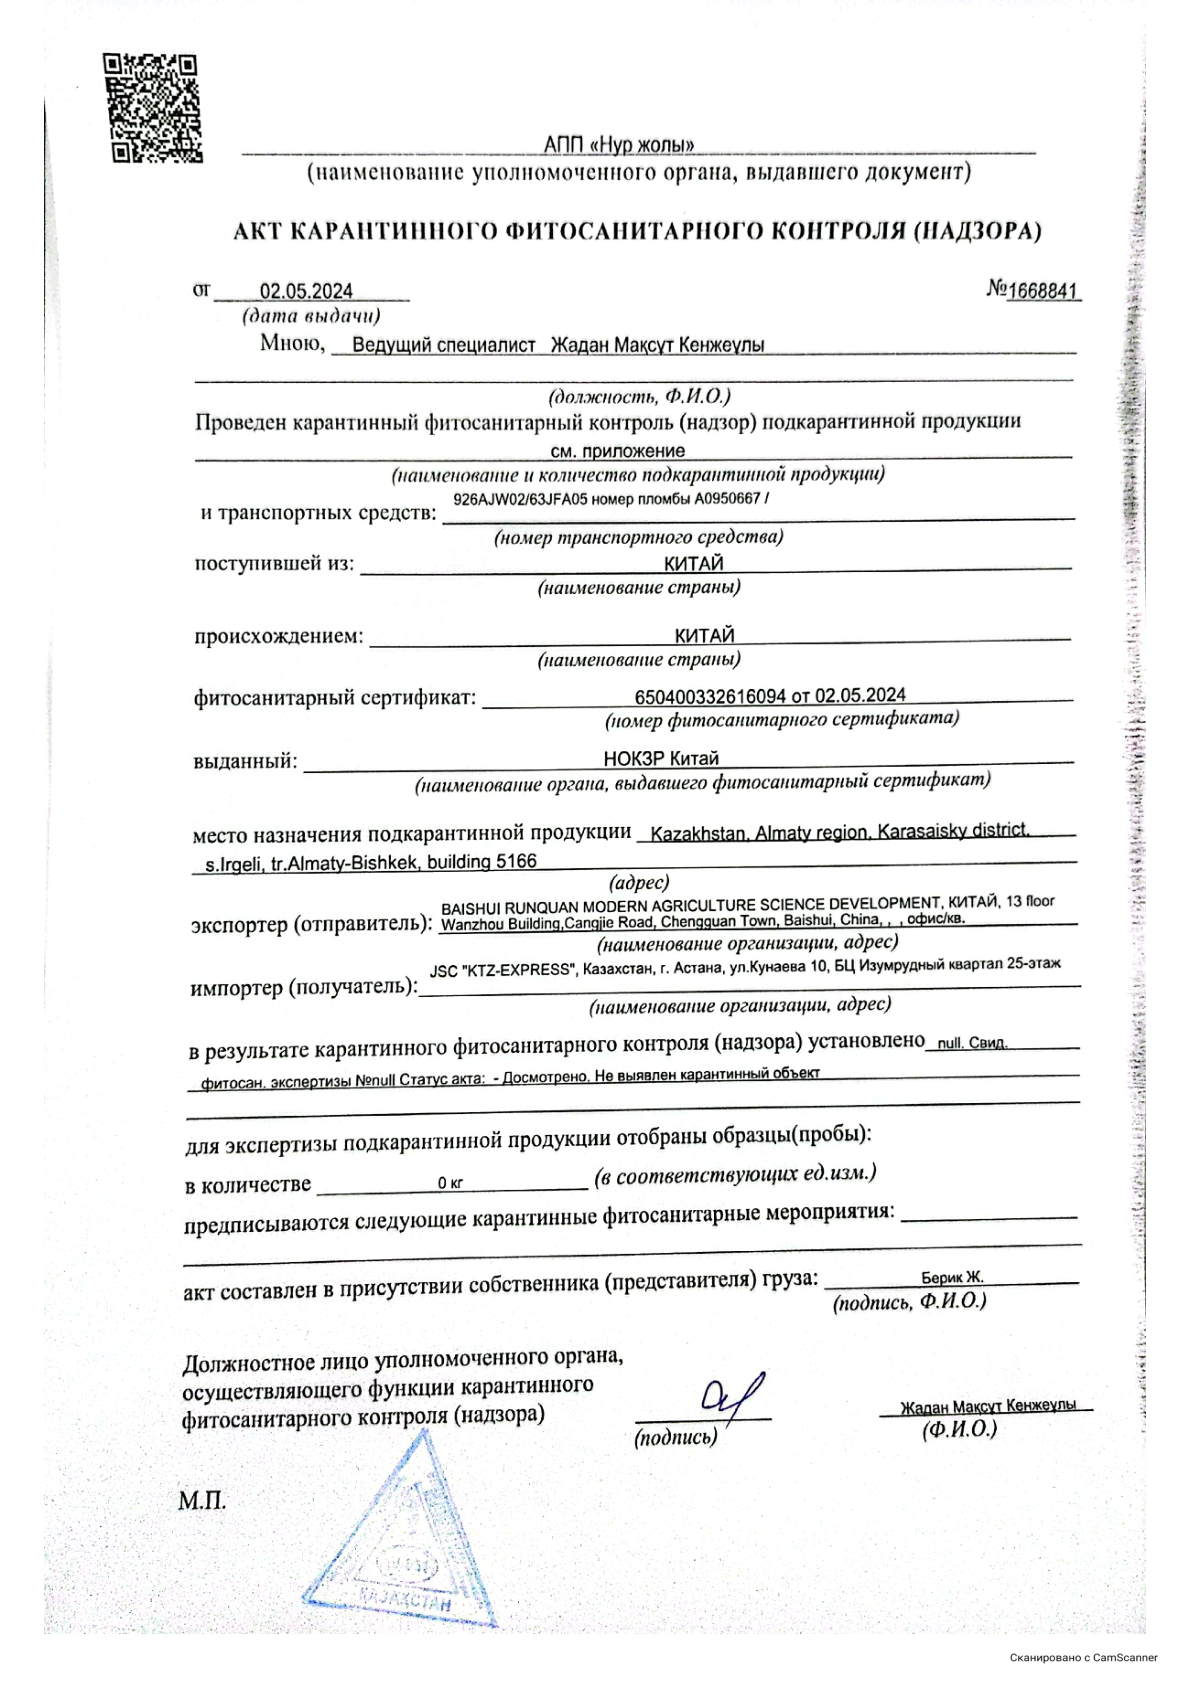 АПП «Нур жолы»
(наименование уполномоченного органа, выдавшего документ)
АКТ КАРАНТИННОГО ФИТОСАНИТАРНОГО КОНТРОЛЯ (НАДЗОРА)
от 02.05.2024 №1668841
(дата выдачи)
Мною, Ведущий специалист Жадан Мақсұт Кенжеұлы
(должность, Ф.И.О.)
Проведен карантинный фитосанитарный контроль (надзор) подкарантинной продукции
см. приложение
(наименование и количество подкарантинной продукции)
926AJW02/63JFA05 номер пломбы A0950667 /
и транспортных средств:
(номер транспортного средства)
поступившей из: КИТАЙ
(наименование страны)
происхождением: КИТАЙ
(наименование страны)
фитосанитарный сертификат: 650400332616094 от 02.05.2024
(номер фитосанитарного сертификата)
выданный: НОКЗР Китай
(наименование органа, выдавшего фитосанитарный сертификат)
место назначения подкарантинной продукции Kazakhstan, Almaty region, Karasaisky district,
s.Irgeli, tr.Almaty-Bishkek, building 5166
(адрес)
BAISHUI RUNQUAN MODERN AGRICULTURE SCIENCE DEVELOPMENT, КИТАЙ, 13 floor
экспортер (отправитель): Wanzhou Building,Cangjie Road, Chengguan Town, Baishui, China, , , офис/кв.
(наименование организации, адрес)
JSC "KTZ-EXPRESS", Казахстан, г. Астана, ул.Кунаева 10, БЦ Изумрудный квартал 25-этаж
импортер (получатель):
(наименование организации, адрес)
в результате карантинного фитосанитарного контроля (надзора) установлено null. Свид.
фитосан. экспертизы №null Статус акта: - Досмотрено. Не выявлен карантинный объект
для экспертизы подкарантинной продукции отобраны образцы(пробы):
в количестве 0 кг (в соответствующих ед.изм.)
предписываются следующие карантинные фитосанитарные мероприятия:
акт составлен в присутствии собственника (представителя) груза: Берик Ж.
(подпись, Ф.И.О.)
Должностное лицо уполномоченного органа,
осуществляющего функции карантинного
фитосанитарного контроля (надзора) Жадан Мақсұт Кенжеұлы
(подпись) (Ф.И.О.)
М.П.
ҚАЗАҚСТАН
Сканировано с CamScanner